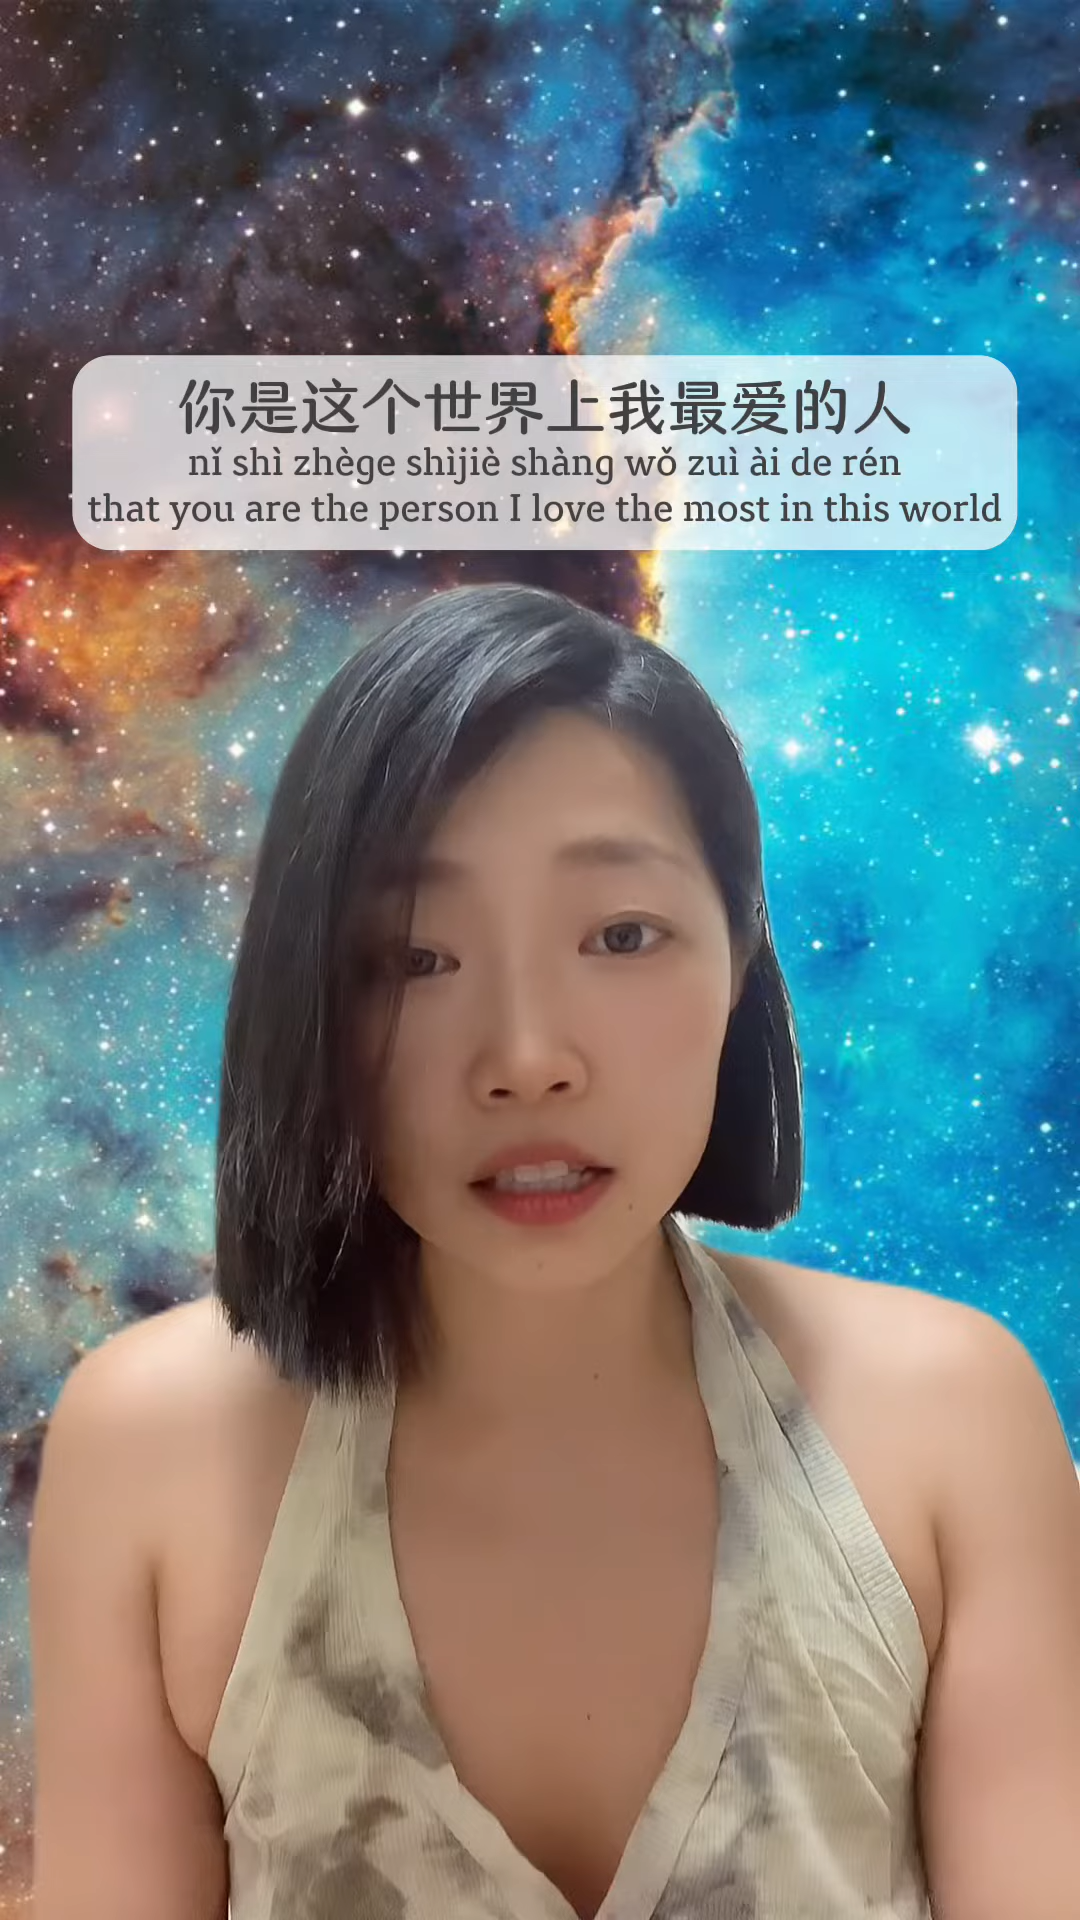 你是这个世界上我最爱的人
nǐ shì zhège shìjiè shàng wǒ zuì ài de rén
that you are the person I love the most in this world